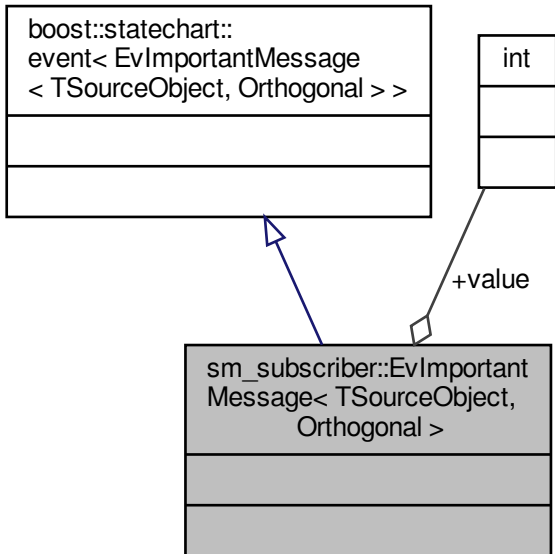 boost::statechart::
event< EvImportantMessage
< TSourceObject, Orthogonal > >
int
+value
sm_subscriber::EvImportant
Message< TSourceObject,
Orthogonal >